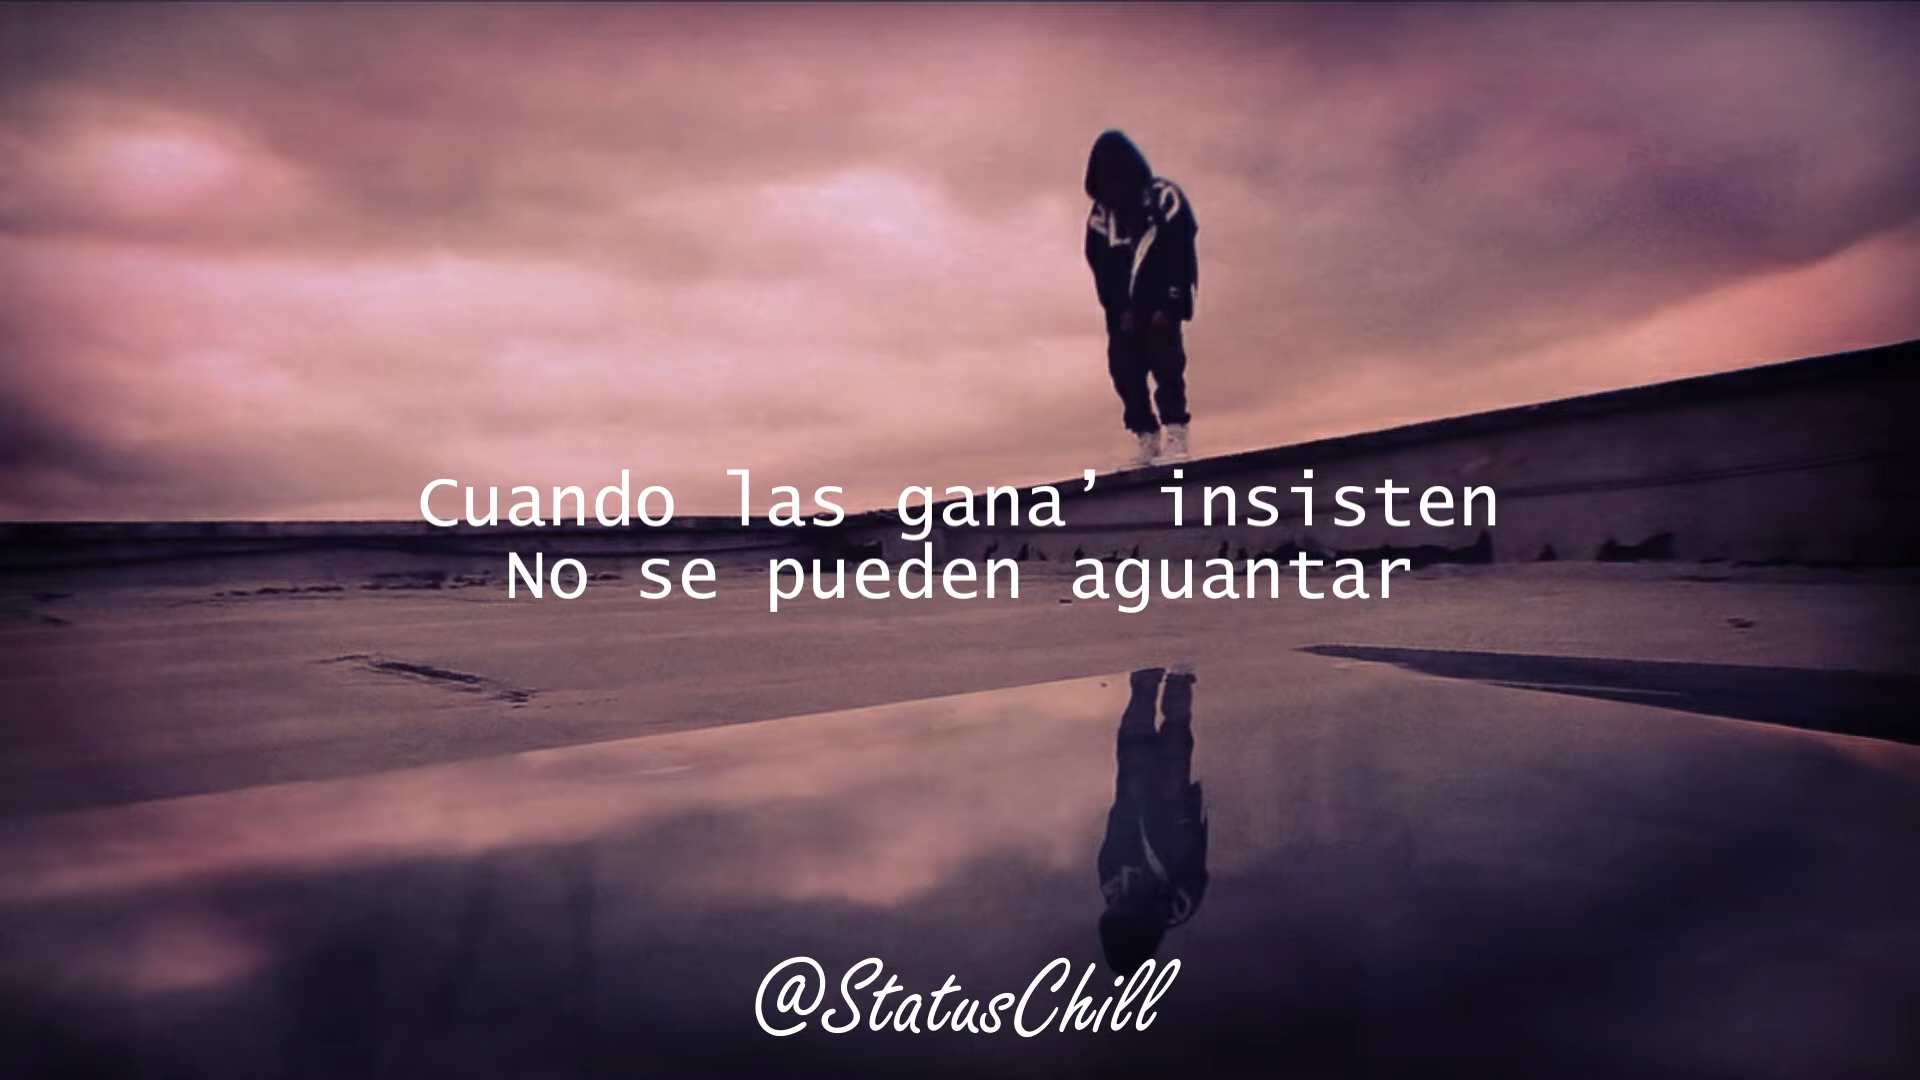 Cuando las gana’ insisten
No se pueden aguantar
@StatusChill